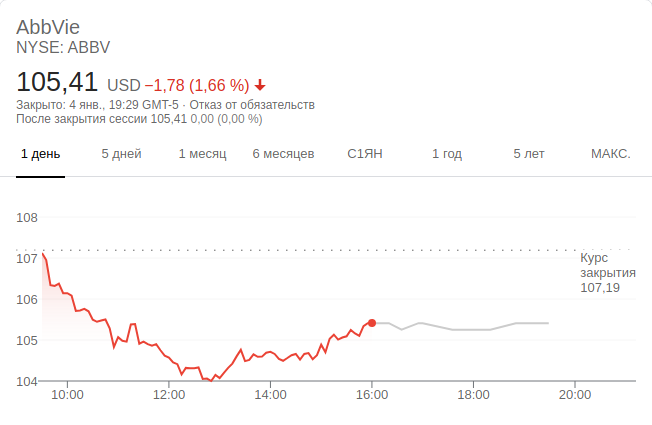 AbbVie
NYSE: ABBV
105,41 USD −1,78 (1,66 %)
Закрыто: 4 янв., 19:29 GMT-5 · Отказ от обязательств
После закрытия сессии 105,41 0,00 (0,00 %)
1 день 5 дней 1 месяц 6 месяцев С1ЯН 1 год 5 лет МАКС.
108
107
Курс
закрытия
107,19
106
105
104
10:00 12:00 14:00 16:00 18:00 20:00